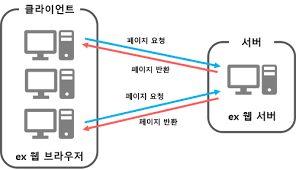 클라이언트
서버
페이지 요청
페이지 반환
페이지 요청
페이지 반환
ex 웹 브라우저
ex 웹 서버